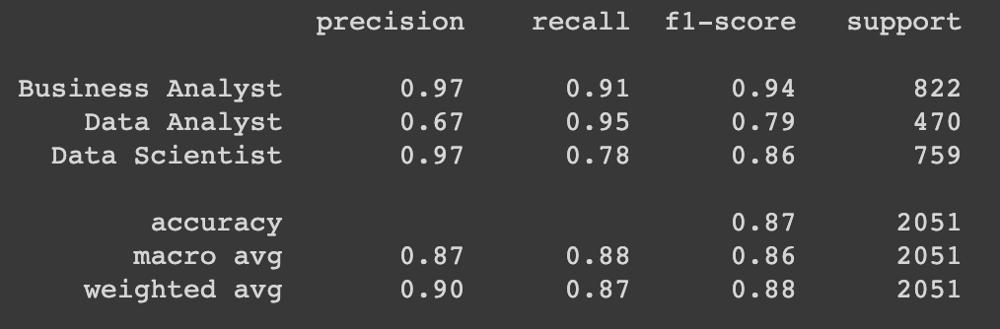 precision recall f1-score support
Business Analyst 0.97 0.91 0.94 822
Data Analyst 0.67 0.95 0.79 470
Data Scientist 0.97 0.78 0.86 759
accuracy 0.87 2051
macro avg 0.87 0.88 0.86 2051
weighted avg 0.90 0.87 0.88 2051